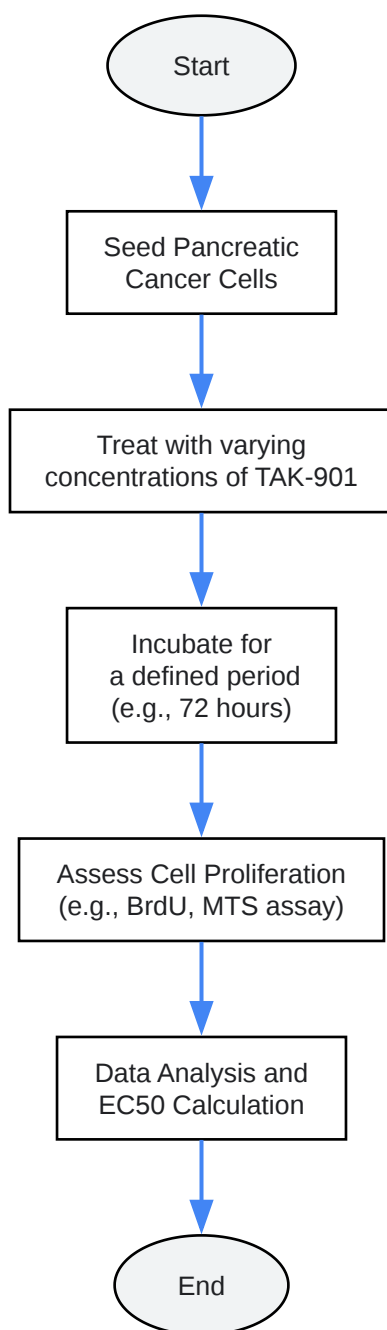 Start
Seed Pancreatic
Cancer Cells
Treat with varying
concentrations of TAK-901
Incubate for
a defined period
(e.g., 72 hours)
Assess Cell Proliferation
(e.g., BrdU, MTS assay)
Data Analysis and
EC50 Calculation
End